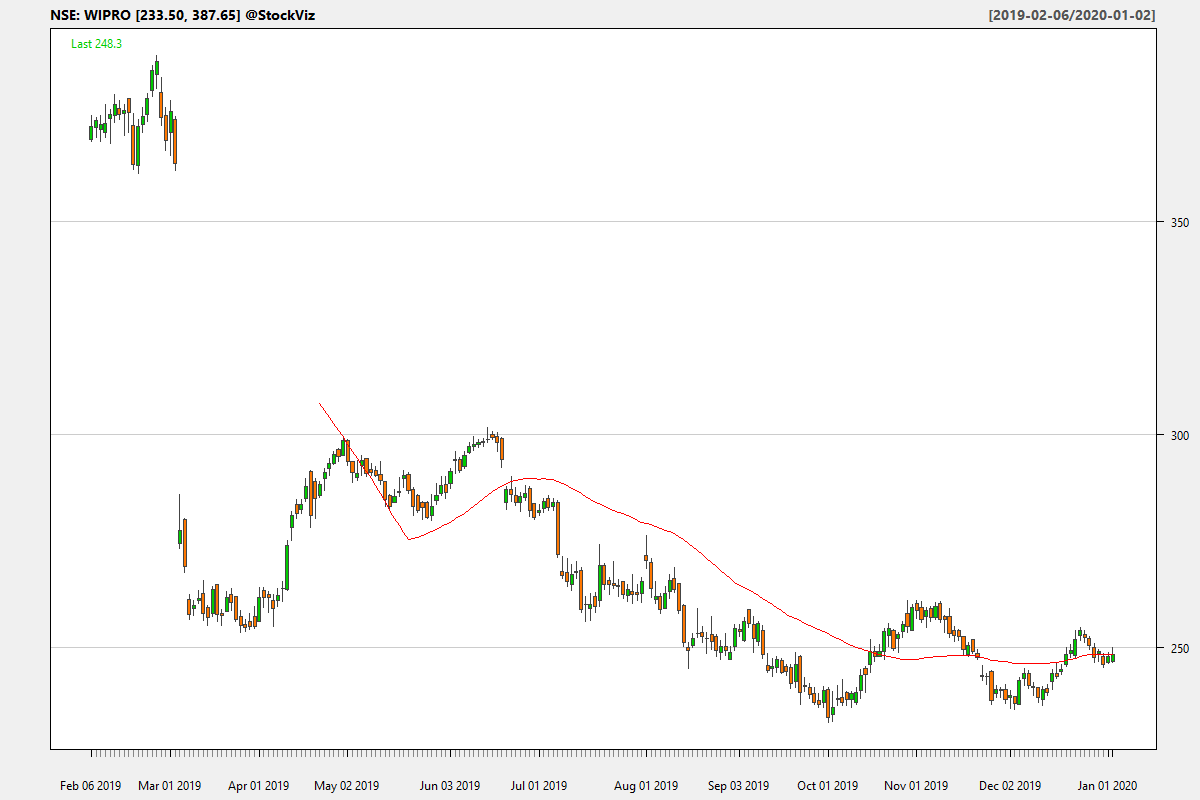 NSE: WIPRO [233.50, 387.65] @StockViz
[2019-02-06/2020-01-02]
Last 248.3
350
300
250
Feb 06 2019 Mar 01 2019 Apr 01 2019 May 02 2019 Jun 03 2019 Jul 01 2019 Aug 01 2019 Sep 03 2019 Oct 01 2019 Nov 01 2019 Dec 02 2019 Jan 01 2020